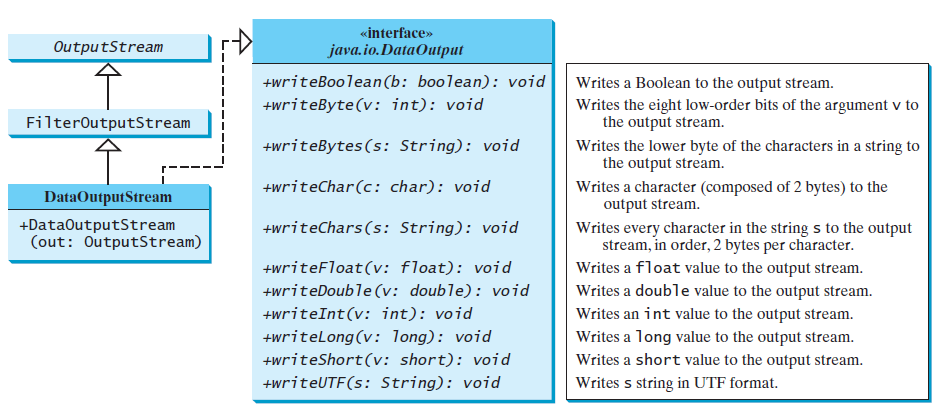 OutputStream
FilterOutputStream
DataOutputStream
+DataOutputStream
(out: OutputStream)
«interface»
java.io.DataOutput
+writeBoolean(b: boolean): void
Writes a Boolean to the output stream.
+writeByte(v: int): void
Writes the eight low-order bits of the argument v to
the output stream.
+writeBytes(s: String): void
Writes the lower byte of the characters in a string to
the output stream.
+writeChar(c: char): void
Writes a character (composed of 2 bytes) to the
output stream.
+writeChars(s: String): void
Writes every character in the string s to the output
stream, in order, 2 bytes per character.
+writeFloat(v: float): void
Writes a float value to the output stream.
+writeDouble(v: double): void
Writes a double value to the output stream.
+writeInt(v: int): void
Writes an int value to the output stream.
+writeLong(v: long): void
Writes a long value to the output stream.
+writeShort(v: short): void
Writes a short value to the output stream.
+writeUTF(s: String): void
Writes s string in UTF format.